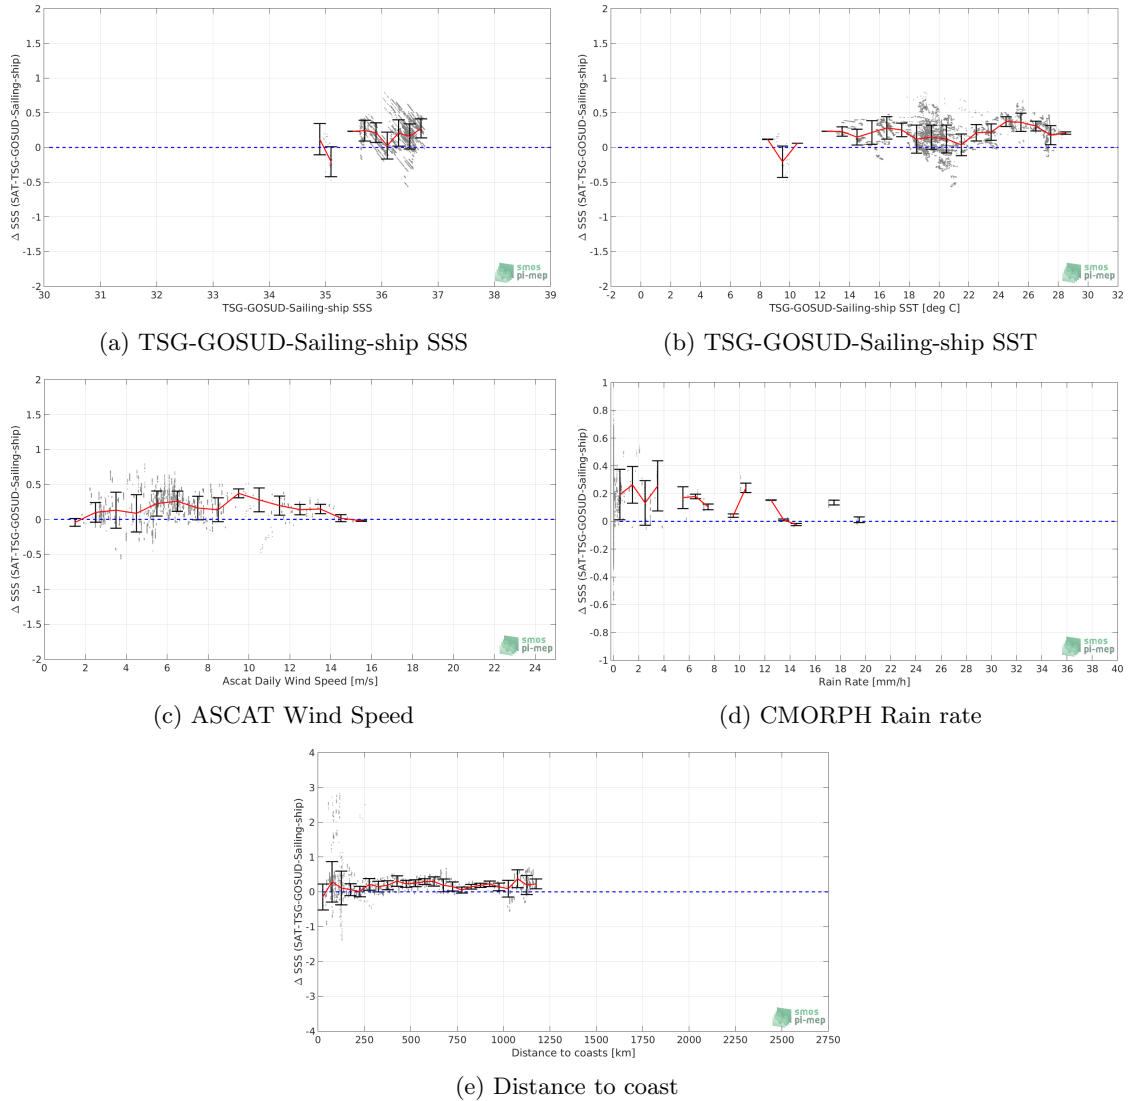 2
1.5
1
0.5
0
-0.5
-1
-1.5
-2
Δ SSS (SAT-TSG-GOSUD-Sailing-ship)
30 31 32 33 34 35 36 37 38 39
TSG-GOSUD-Sailing-ship SSS
smos
pi-mep
(a) TSG-GOSUD-Sailing-ship SSS
2
1.5
1
0.5
0
-0.5
-1
-1.5
-2
Δ SSS (SAT-TSG-GOSUD-Sailing-ship)
-2 0 2 4 6 8 10 12 14 16 18 20 22 24 26 28 30 32
TSG-GOSUD-Sailing-ship SST [deg C]
smos
pi-mep
(b) TSG-GOSUD-Sailing-ship SST
2
1.5
1
0.5
0
-0.5
-1
-1.5
-2
Δ SSS (SAT-TSG-GOSUD-Sailing-ship)
2 4 6 8 10 12 14 16 18 20 22 24
Ascat Daily Wind Speed [m/s]
smos
pi-mep
(c) ASCAT Wind Speed
1
0.8
0.6
0.4
0.2
0
-0.2
-0.4
-0.6
-0.8
-1
Δ SSS (SAT-TSG-GOSUD-Sailing-ship)
0 2 4 6 8 10 12 14 16 18 20 22 24 26 28 30 32 34 36 38 40
Rain Rate [mm/h]
smos
pi-mep
(d) CMORPH Rain rate
4
3
2
1
0
-1
-2
-3
-4
Δ SSS (SAT-TSG-GOSUD-Sailing-ship)
0 250 500 750 1000 1250 1500 1750 2000 2250 2500 2750
Distance to coasts [km]
smos
pi-mep
(e) Distance to coast